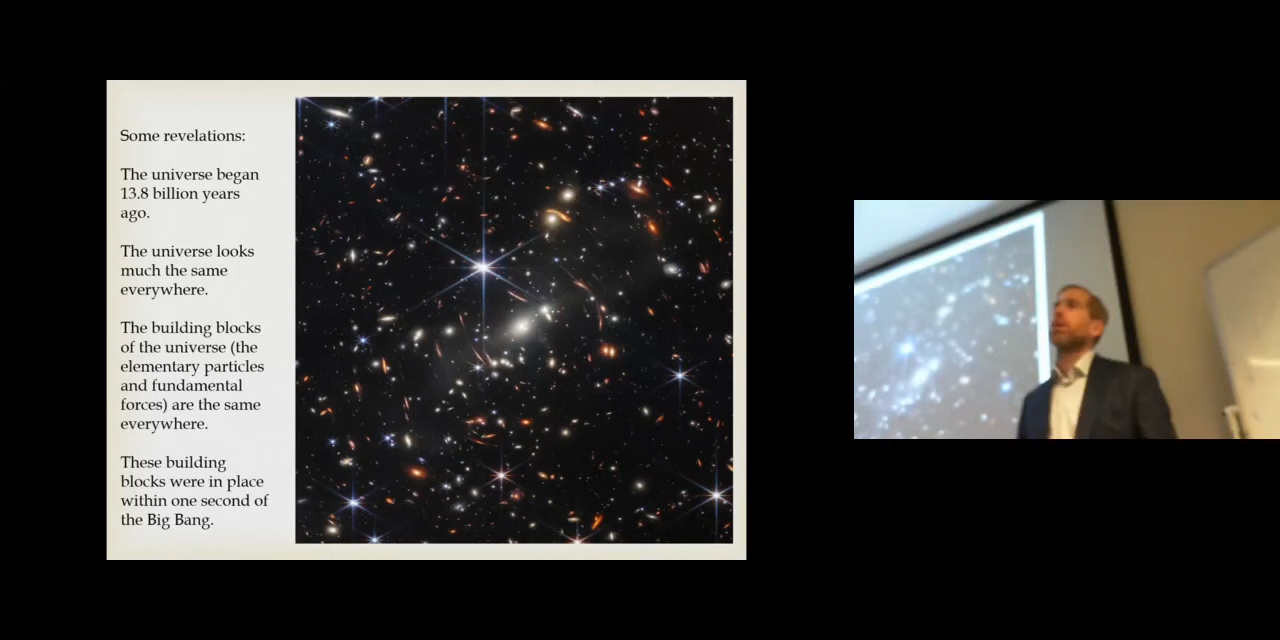 Some revelations:
The universe began
13.8 billion years
ago.
The universe looks
much the same
everywhere.
The building blocks
of the universe (the
elementary particles
and fundamental
forces) are the same
everywhere.
These building
blocks were in place
within one second of
the Big Bang.